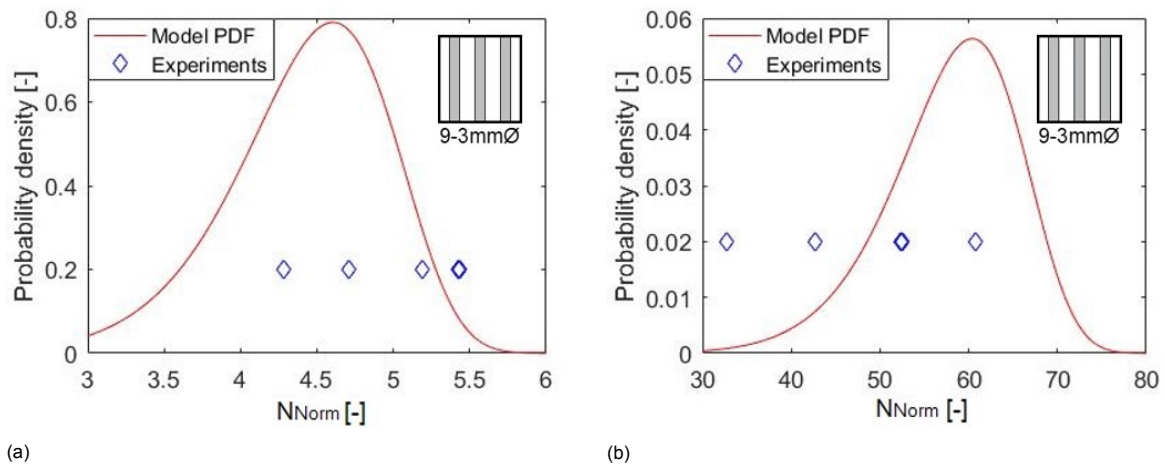 0.8
0.6
0.4
0.2
0
3
3.5
4
4.5
5
5.5
6
Probability density [-]
NNorm [-]
Model PDF
Experiments
9-3mmØ
(a)
0.06
0.05
0.04
0.03
0.02
0.01
0
30
40
50
60
70
80
Probability density [-]
NNorm [-]
Model PDF
Experiments
9-3mmØ
(b)